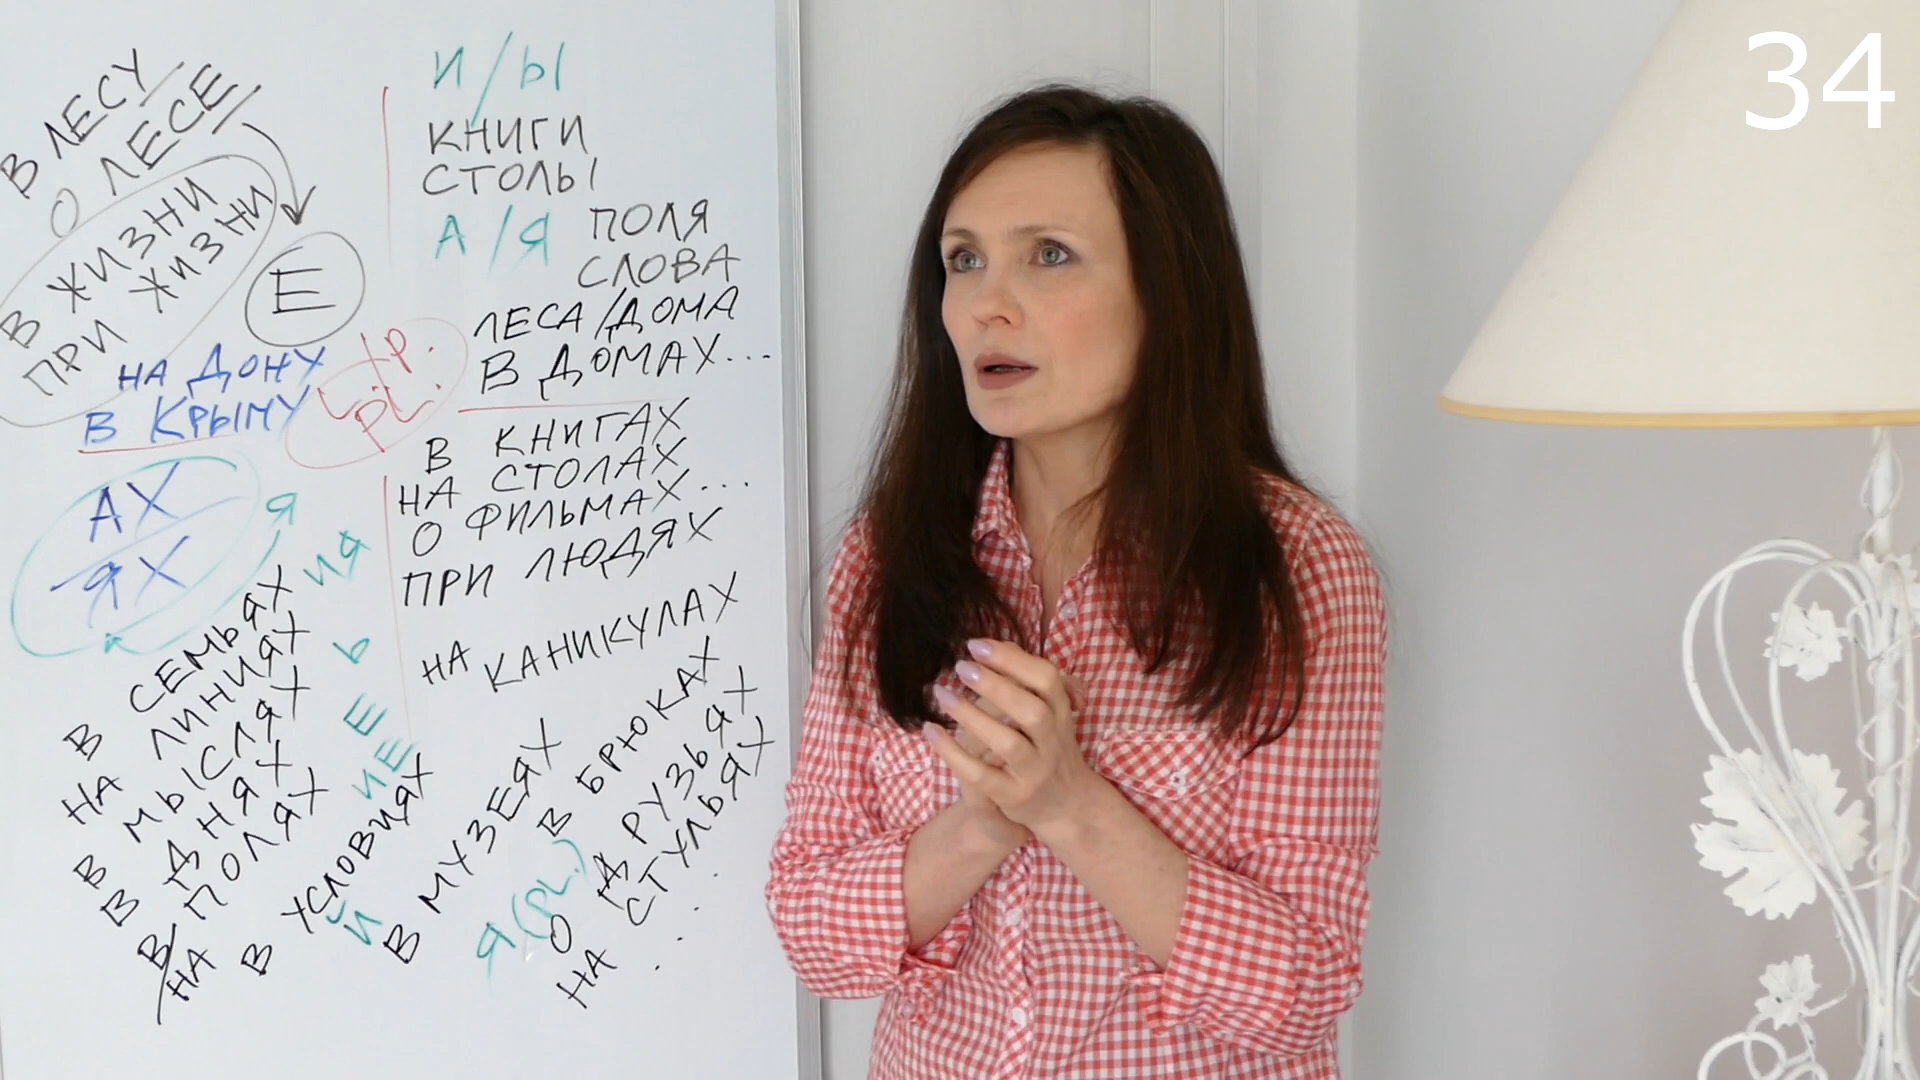 В ЛЕСУ
О ЛЕСЕ
В ЖИЗНИ
ПРИ ЖИЗНИ
Е
НА ДОНУ
В КРЫМУ
АХ
ЯХ
Я
ИЯ
Ь
Е
ИЕ
Й
В СЕМЬЯХ
НА ЛИНИЯХ
В МЫСЛЯХ
В ДНЯХ
В/НА ПОЛЯХ
В УСЛОВИЯХ
В МУЗЕЯХ
И/Ы
КНИГИ
СТОЛЫ
А/Я ПОЛЯ
СЛОВА
ЛЕСА/ДОМА
В ДОМАХ...
PL.
В КНИГАХ
НА СТОЛАХ
О ФИЛЬМАХ...
ПРИ ЛЮДЯХ
НА КАНИКУЛАХ
В БРЮКАХ
Я(PL.)
О ДРУЗЬЯХ
НА СТУЛЬЯХ
...
34